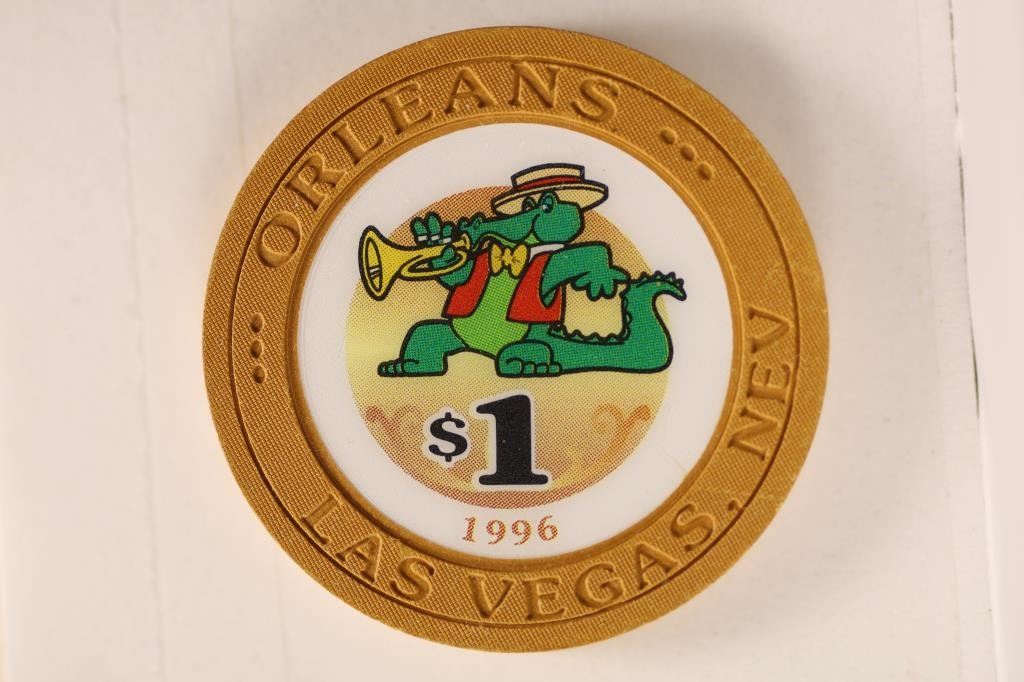 ORLEANS
$1
1996
LAS VEGAS, NEV